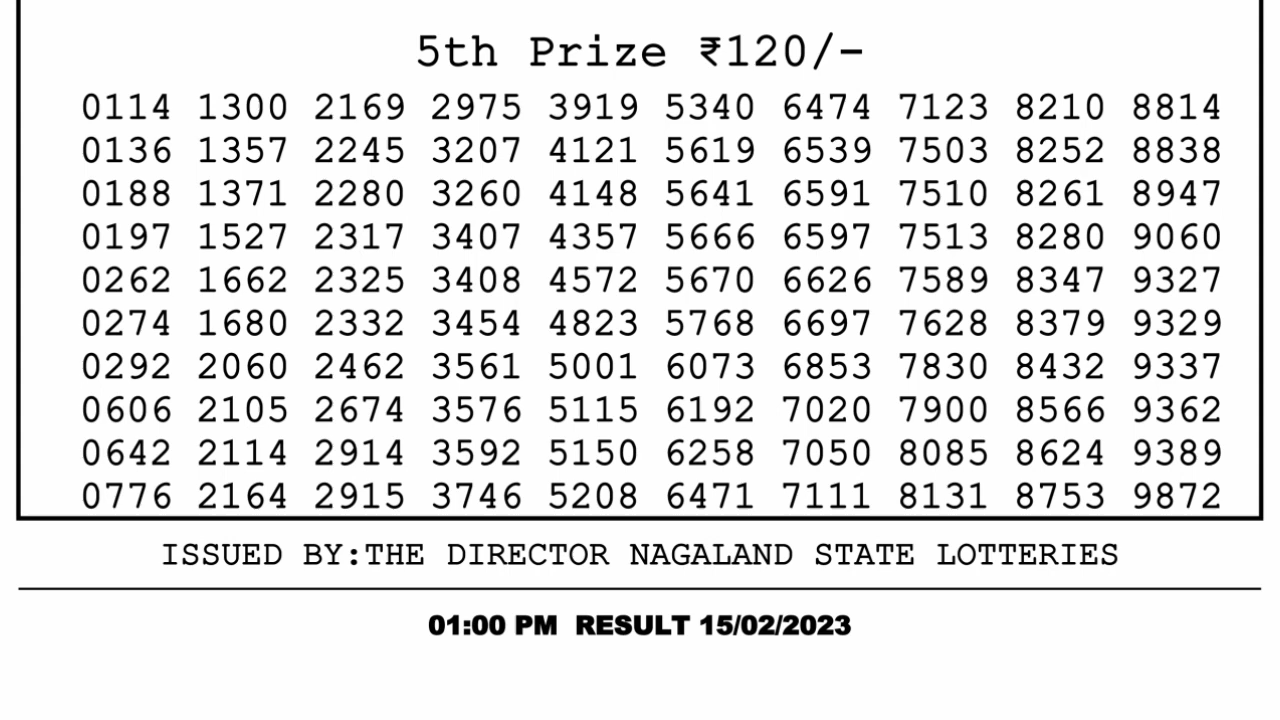 5th Prize ₹120/-
0114 1300 2169 2975 3919 5340 6474 7123 8210 8814
0136 1357 2245 3207 4121 5619 6539 7503 8252 8838
0188 1371 2280 3260 4148 5641 6591 7510 8261 8947
0197 1527 2317 3407 4357 5666 6597 7513 8280 9060
0262 1662 2325 3408 4572 5670 6626 7589 8347 9327
0274 1680 2332 3454 4823 5768 6697 7628 8379 9329
0292 2060 2462 3561 5001 6073 6853 7830 8432 9337
0606 2105 2674 3576 5115 6192 7020 7900 8566 9362
0642 2114 2914 3592 5150 6258 7050 8085 8624 9389
0776 2164 2915 3746 5208 6471 7111 8131 8753 9872
ISSUED BY:THE DIRECTOR NAGALAND STATE LOTTERIES
01:00 PM RESULT 15/02/2023